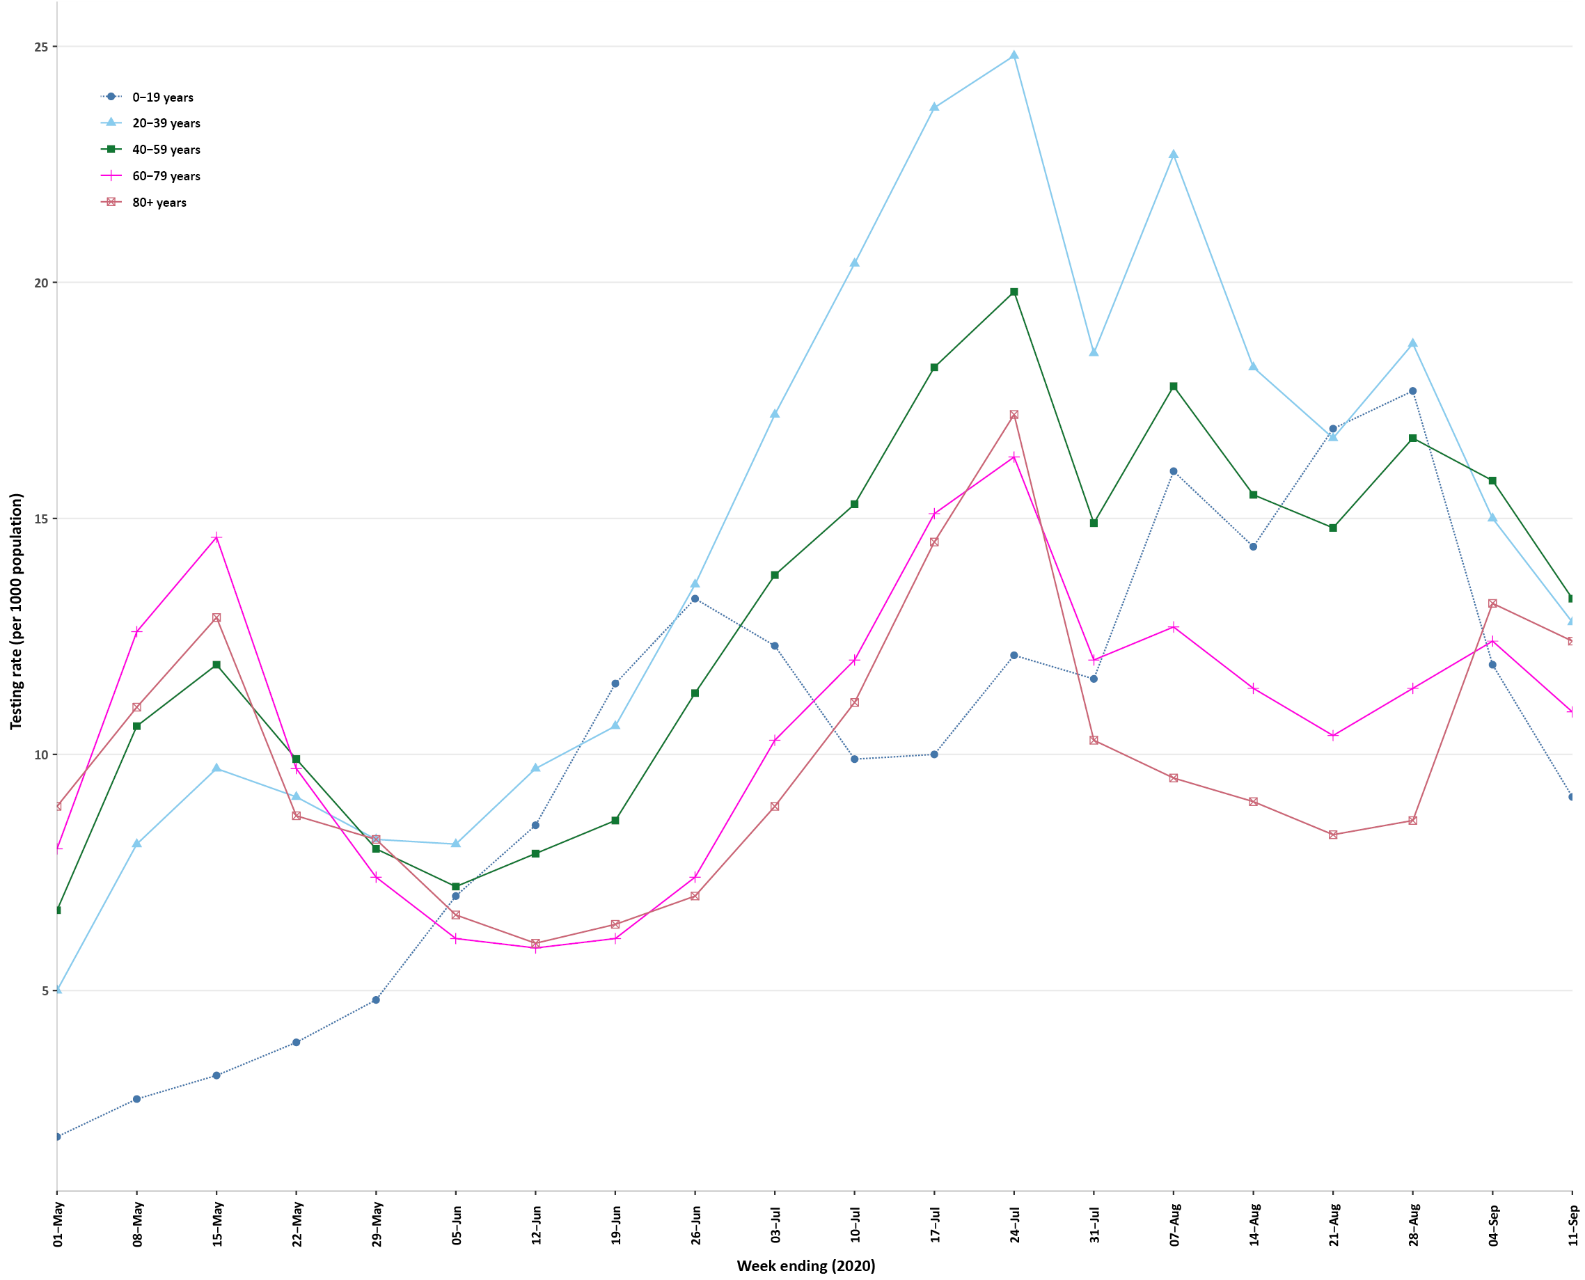 25
20
15
10
5
Testing rate (per 1000 population)
0–19 years
20–39 years
40–59 years
60–79 years
80+ years
01–May
08–May
15–May
22–May
29–May
05–Jun
12–Jun
19–Jun
26–Jun
03–Jul
10–Jul
17–Jul
24–Jul
31–Jul
07–Aug
14–Aug
21–Aug
28–Aug
04–Sep
11–Sep
Week ending (2020)